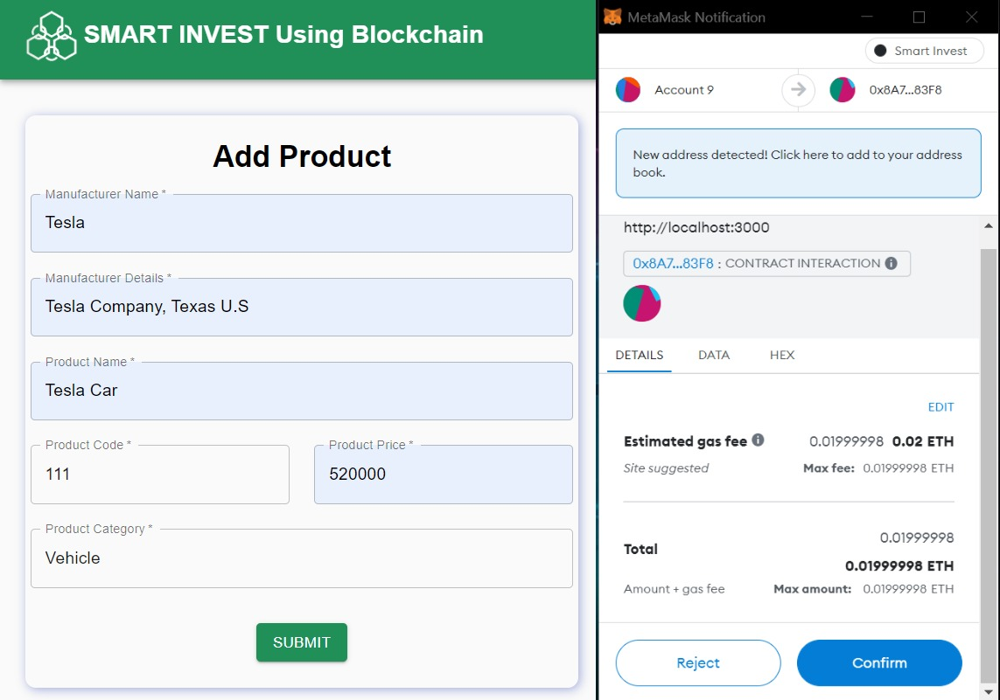 SMART INVEST Using Blockchain
Add Product
Manufacturer Name *
Tesla
Manufacturer Details *
Tesla Company, Texas U.S
Product Name *
Tesla Car
Product Code *
111
Product Price *
520000
Product Category *
Vehicle
SUBMIT
MetaMask Notification
Smart Invest
Account 9
0x8A7...83F8
New address detected! Click here to add to your address
book.
http://localhost:3000
0x8A7...83F8 : CONTRACT INTERACTION
DETAILS DATA HEX
EDIT
Estimated gas fee 0.01999998 0.02 ETH
Site suggested Max fee: 0.01999998 ETH
0.01999998
Total
0.01999998 ETH
Amount + gas fee Max amount: 0.01999998 ETH
Reject Confirm